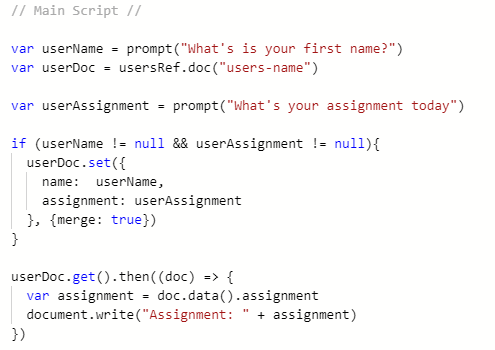 // Main Script //
var userName = prompt("What's is your first name?")
var userDoc = usersRef.doc("users-name")
var userAssignment = prompt("What's your assignment today")
if (userName != null && userAssignment != null){
userDoc.set({
name:  userName,
assignment: userAssignment
}, {merge: true})
}
userDoc.get().then((doc) => {
var assignment = doc.data().assignment
document.write("Assignment: " + assignment)
})